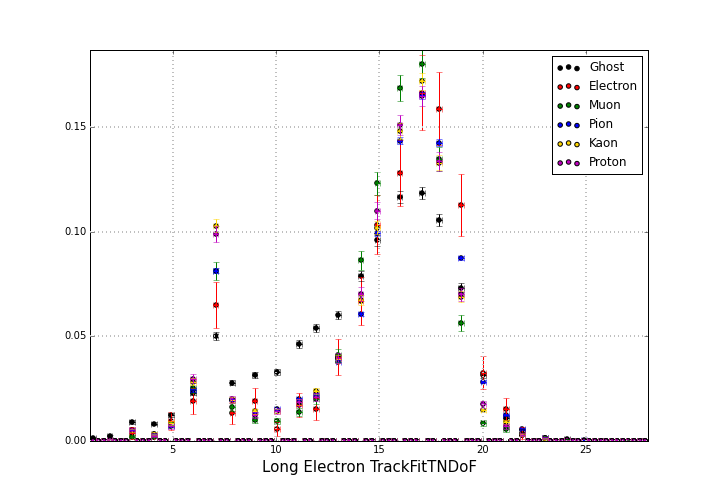 Ghost
Electron
Muon
Pion
Kaon
Proton
0.15
0.10
0.05
0.00
5 10 15 20 25
Long Electron TrackFitTNDoF